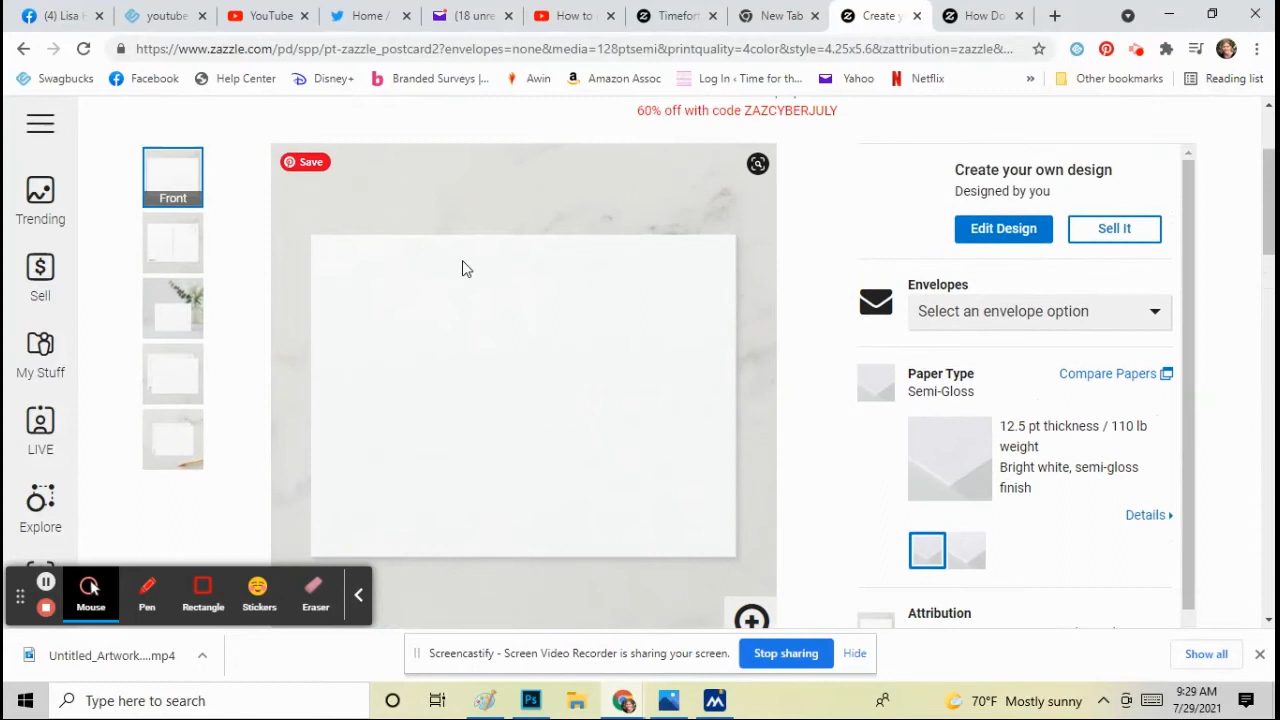 (4) Lisa H
youtube
YouTube
Home /
(18 unre
How to c
Timefort
New Tab
Create y
How Do
https://www.zazzle.com/pd/spp/pt-zazzle_postcard2?envelopes=none&media=128ptsemi&printquality=4color&style=4.25x5.6&zattribution=zazzle&...
Swagbucks
Facebook
Help Center
Disney+
Branded Surveys |...
Awin
Amazon Assoc
Log In ‹ Time for th...
Yahoo
Netflix
»
Other bookmarks
Reading list
60% off with code ZAZCYBERJULY
Trending
Sell
My Stuff
LIVE
Explore
Front
Save
Create your own design
Designed by you
Edit Design
Sell It
Envelopes
Select an envelope option
Paper Type
Compare Papers
Semi-Gloss
12.5 pt thickness / 110 lb
weight
Bright white, semi-gloss
finish
Details
Attribution
Mouse
Pen
Rectangle
Stickers
Eraser
Untitled_Artwork....mp4
Screencastify - Screen Video Recorder is sharing your screen.
Stop sharing
Hide
Show all
Type here to search
Ps
70°F Mostly sunny
9:29 AM
7/29/2021